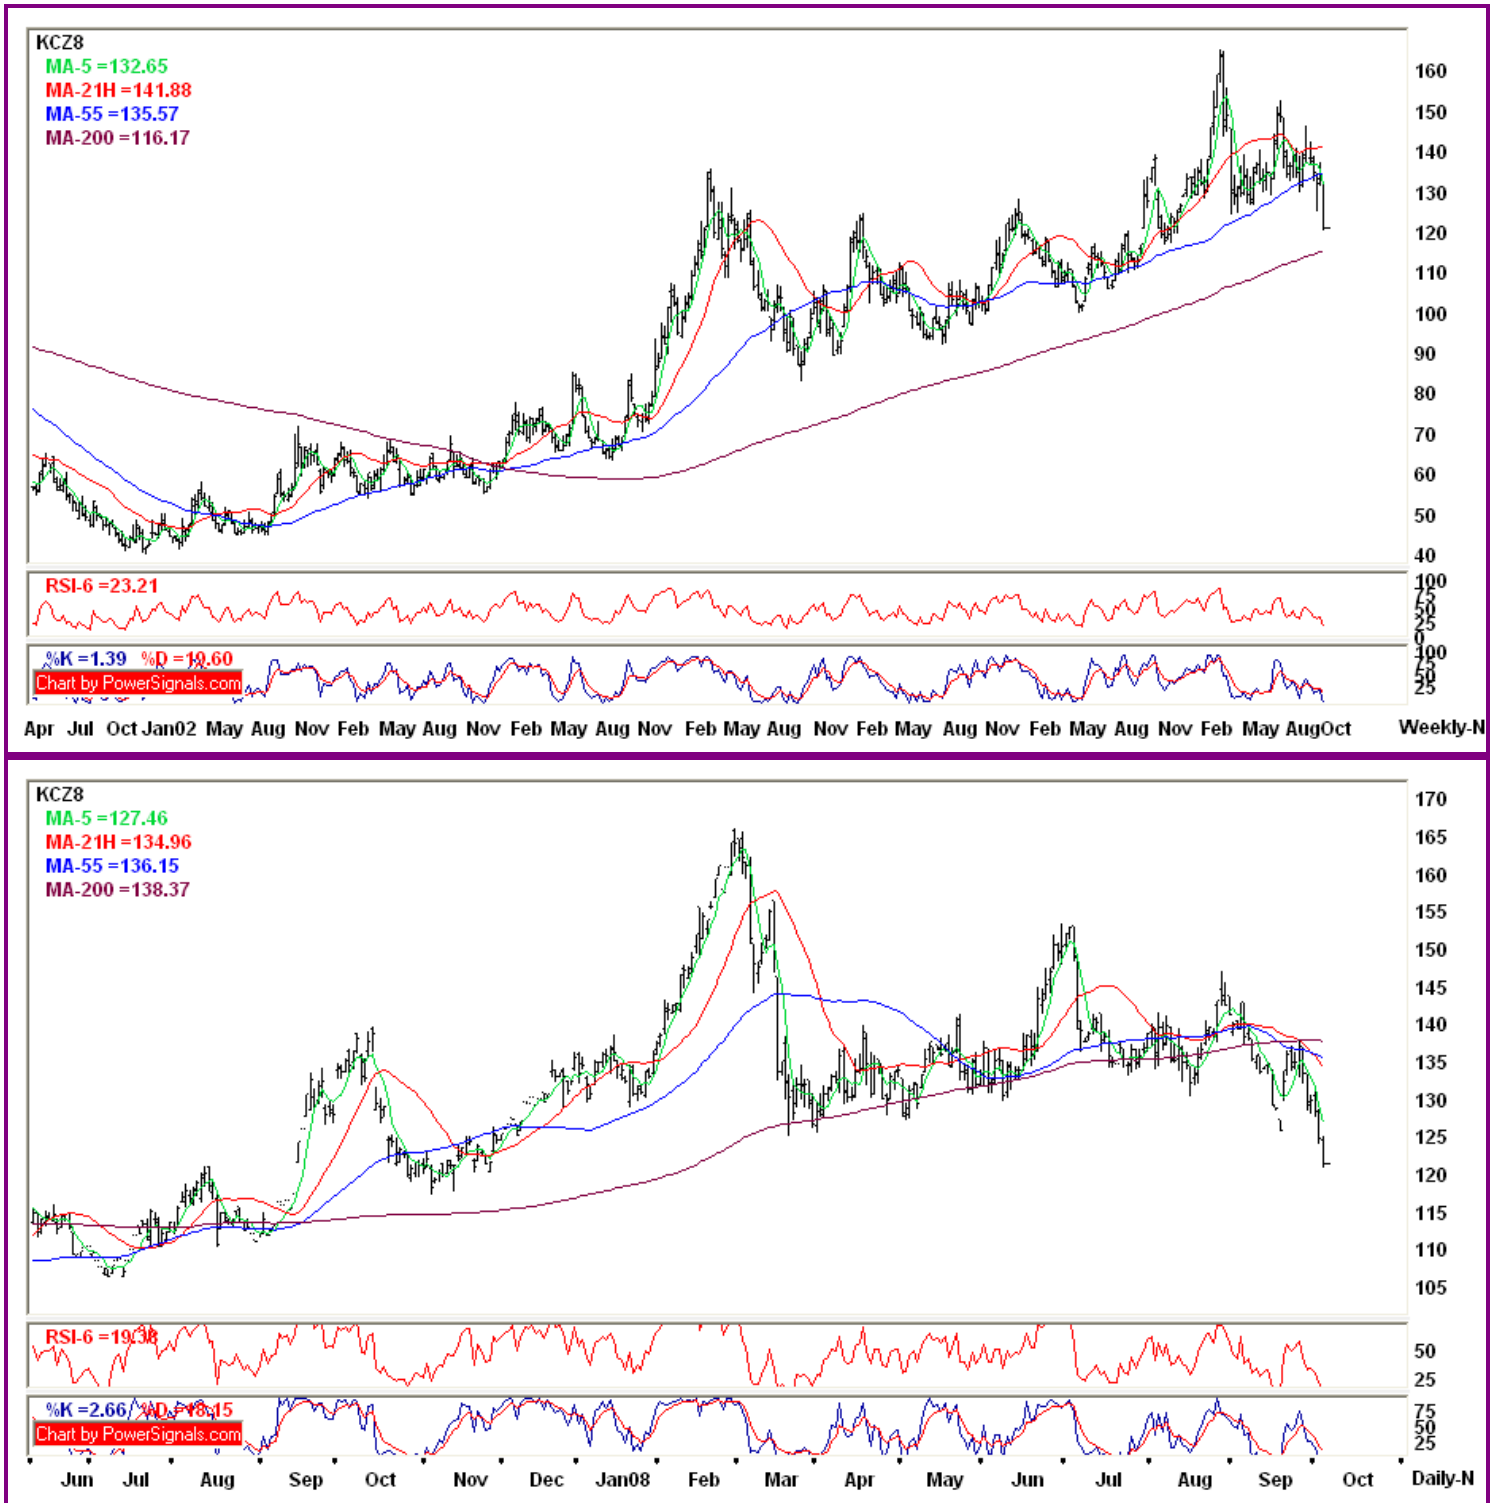 KCZ8
MA-5 =132.65
MA-21H =141.88
MA-55 =135.57
MA-200 =116.17
160
150
140
130
120
110
100
90
80
70
60
50
40
RSI-6 =23.21
100
75
50
25
0
%K =1.39 %D =19.60
Chart by PowerSignals.com
100
75
50
25
Apr Jul Oct Jan02 May Aug Nov Feb May Aug Nov Feb May Aug Nov Feb May Aug Nov Feb May Aug Nov Feb May Aug Nov Feb May Aug Oct Weekly-N
KCZ8
MA-5 =127.46
MA-21H =134.96
MA-55 =136.15
MA-200 =138.37
170
165
160
155
150
145
140
135
130
125
120
115
110
105
RSI-6 =19.38
50
25
%K =2.66 %D =18.15
Chart by PowerSignals.com
75
50
25
Jun Jul Aug Sep Oct Nov Dec Jan08 Feb Mar Apr May Jun Jul Aug Sep Oct Daily-N